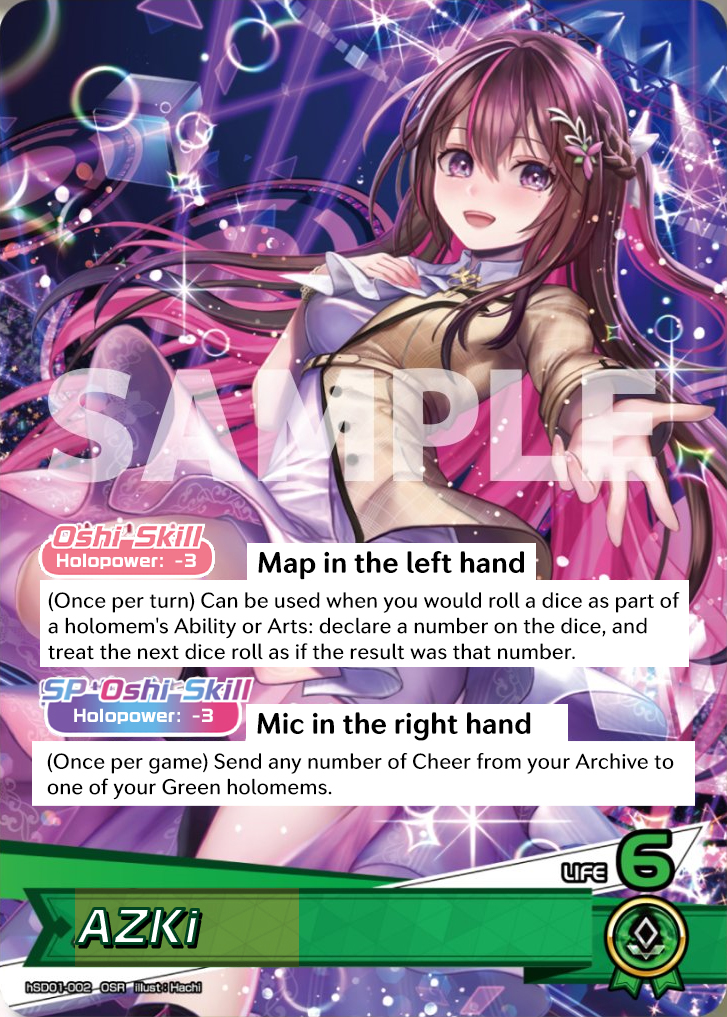 SAMPLE
Oshi Skill
Holopower: -3
Map in the left hand
(Once per turn) Can be used when you would roll a dice as part of
a holomem's Ability or Arts: declare a number on the dice, and
treat the next dice roll as if the result was that number.
SP Oshi Skill
Holopower: -3
Mic in the right hand
(Once per game) Send any number of Cheer from your Archive to
one of your Green holomems.
LIFE 6
AZKi
hSD01-002 OSR illust:Hachi